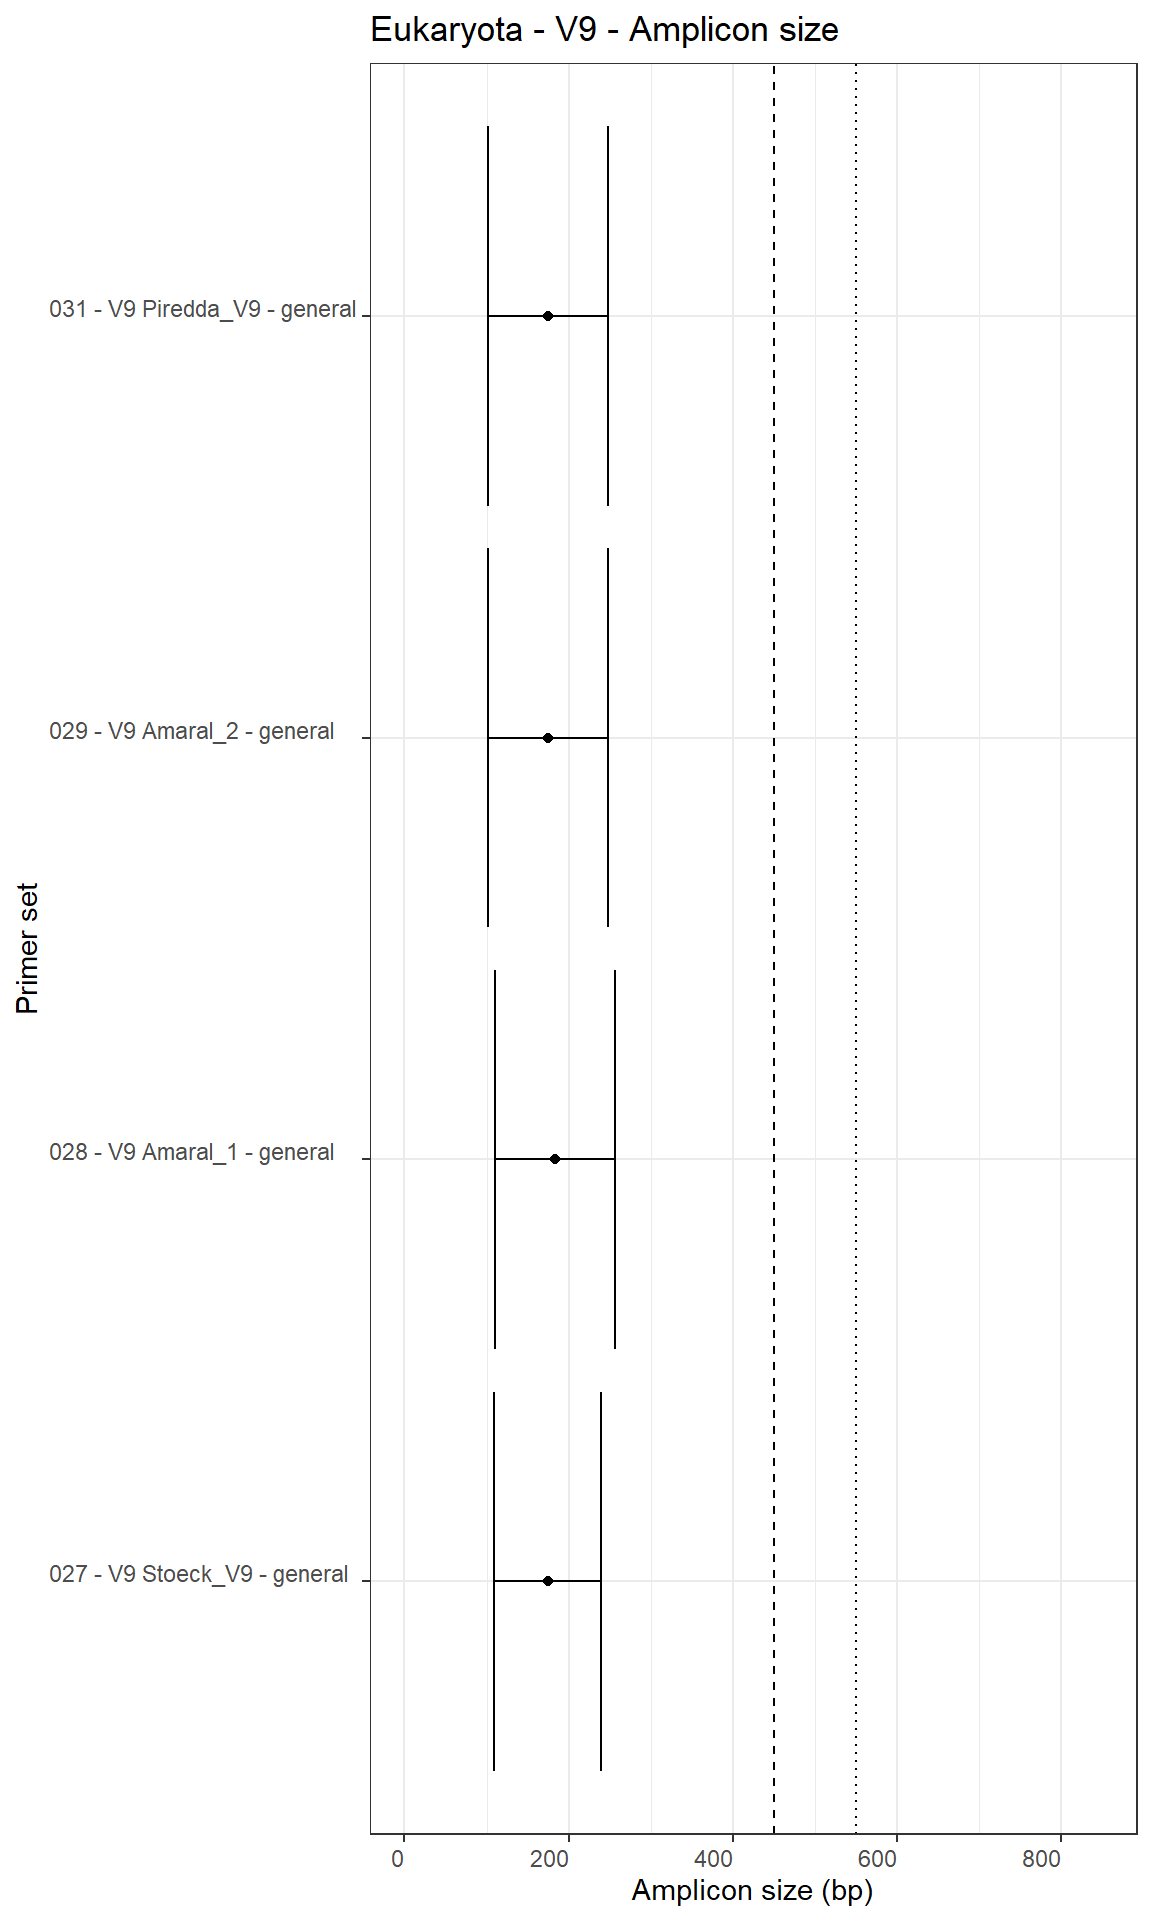 Eukaryota - V9 - Amplicon size
031 - V9 Piredda_V9 - general
029 - V9 Amaral_2 - general
028 - V9 Amaral_1 - general
027 - V9 Stoeck_V9 - general
Primer set
0 200 400 600 800
Amplicon size (bp)